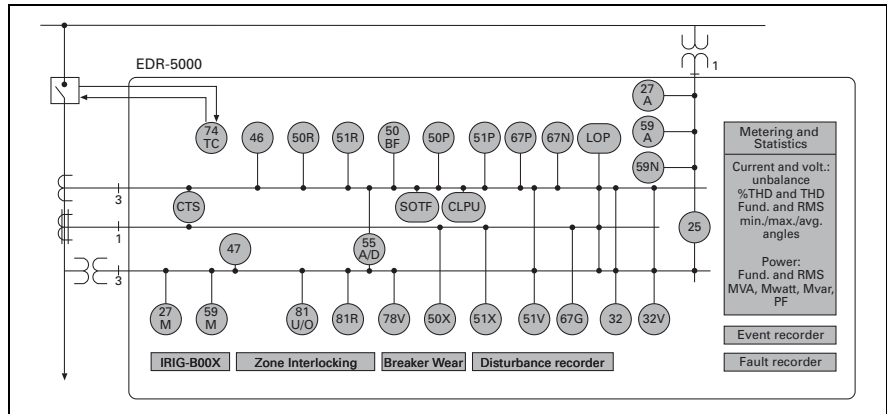 EDR-5000
1
27
A
59
A
59N
74
TC
46
50R
51R
50
BF
50P
51P
67P
67N
LOP
Metering and
Statistics
Current and volt.:
unbalance
%THD and THD
Fund. and RMS
min./max./avg.
angles
Power:
Fund. and RMS
MVA, Mwatt, Mvar,
PF
3
CTS
SOTF
CLPU
1
47
55
A/D
25
3
27
M
59
M
81
U/O
81R
78V
50X
51X
51V
67G
32
32V
Event recorder
IRIG-B00X
Zone Interlocking
Breaker Wear
Disturbance recorder
Fault recorder